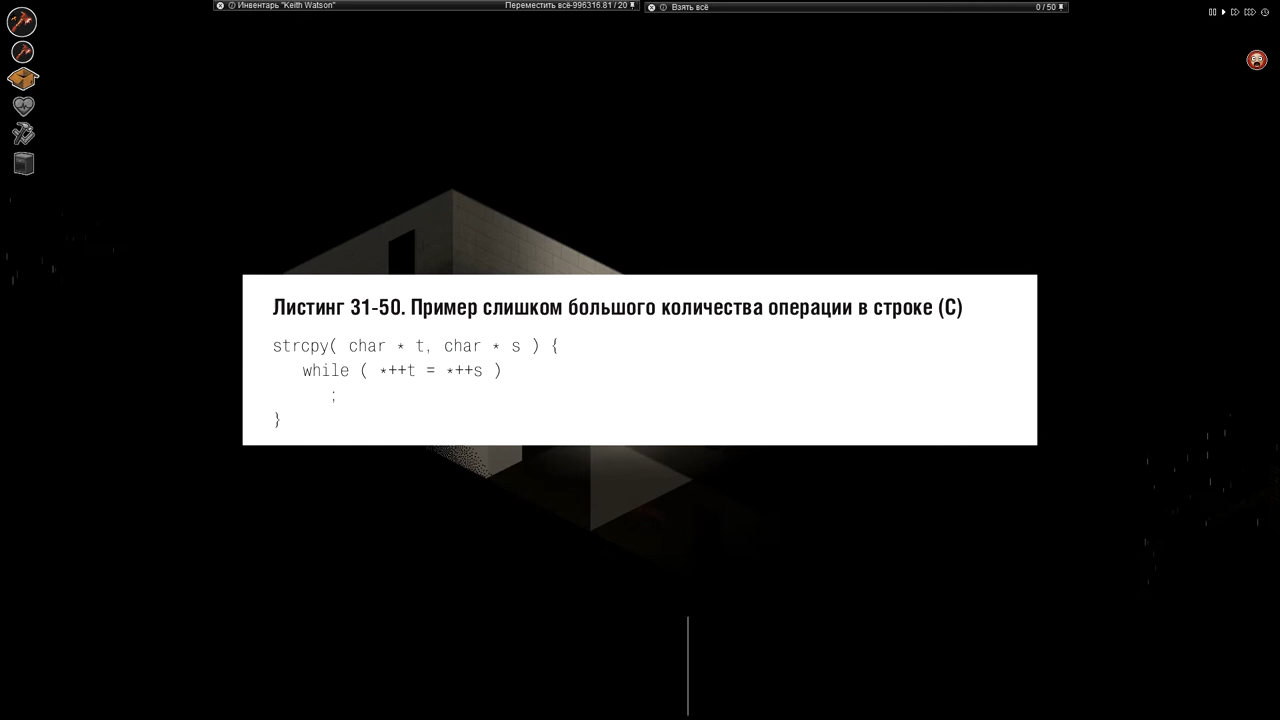 Инвентарь "Keith Watson"
Переместить всё-996316.81 / 20
Взять всё
0 / 50
Листинг 31-50. Пример слишком большого количества операции в строке (C)
strcpy( char * t, char * s ) {
while ( *++t = *++s )
;
}